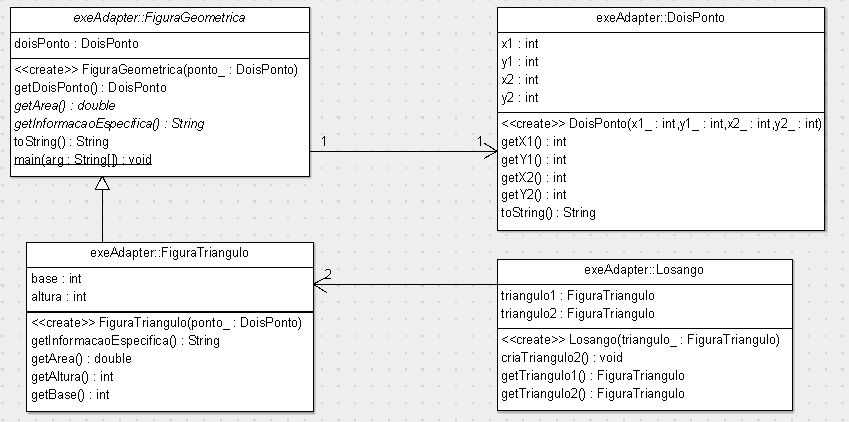 exeAdapter::FiguraGeometrica
doisPonto : DoisPonto
<<create>> FiguraGeometrica(ponto_ : DoisPonto)
getDoisPonto() : DoisPonto
getArea() : double
getInformacaoEspecifica() : String
toString() : String
main(arg : String[]) : void
1
1
exeAdapter::DoisPonto
x1 : int
y1 : int
x2 : int
y2 : int
<<create>> DoisPonto(x1_ : int,y1_ : int,x2_ : int,y2_ : int)
getX1() : int
getY1() : int
getX2() : int
getY2() : int
toString() : String
exeAdapter::FiguraTriangulo
base : int
altura : int
<<create>> FiguraTriangulo(ponto_ : DoisPonto)
getInformacaoEspecifica() : String
getArea() : double
getAltura() : int
getBase() : int
2
exeAdapter::Losango
triangulo1 : FiguraTriangulo
triangulo2 : FiguraTriangulo
<<create>> Losango(triangulo_ : FiguraTriangulo)
criaTriangulo2() : void
getTriangulo1() : FiguraTriangulo
getTriangulo2() : FiguraTriangulo